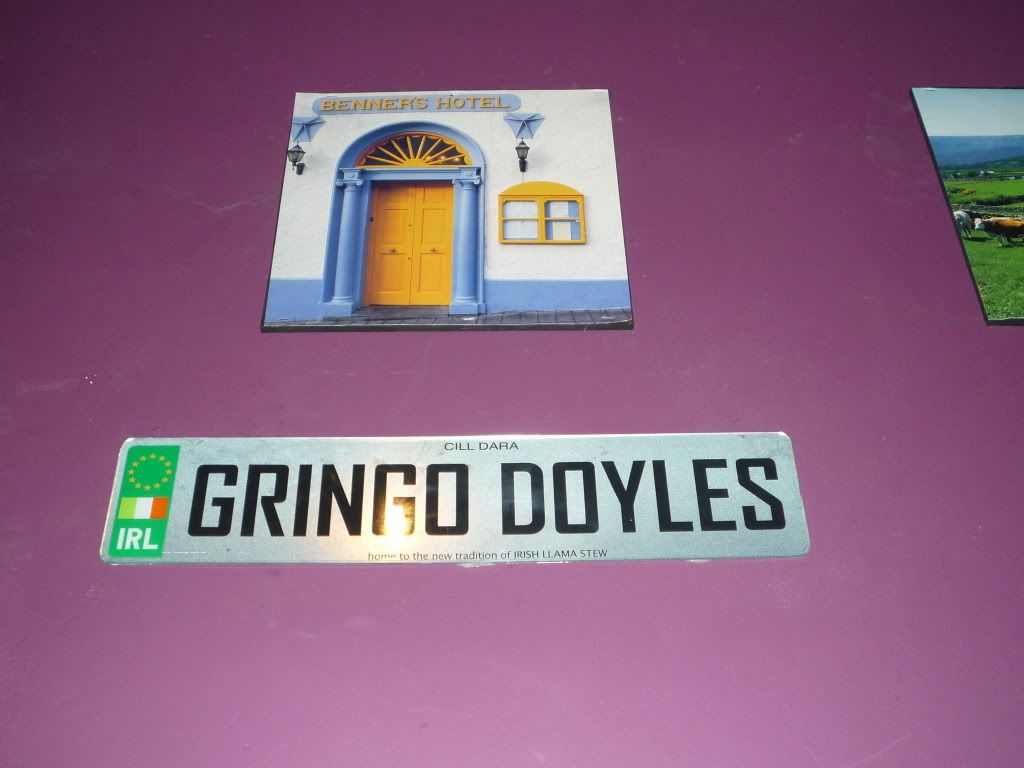 BENNER'S HOTEL
CILL DARA
GRINGO DOYLES
IRL
home to the new tradition of IRISH LLAMA STEW